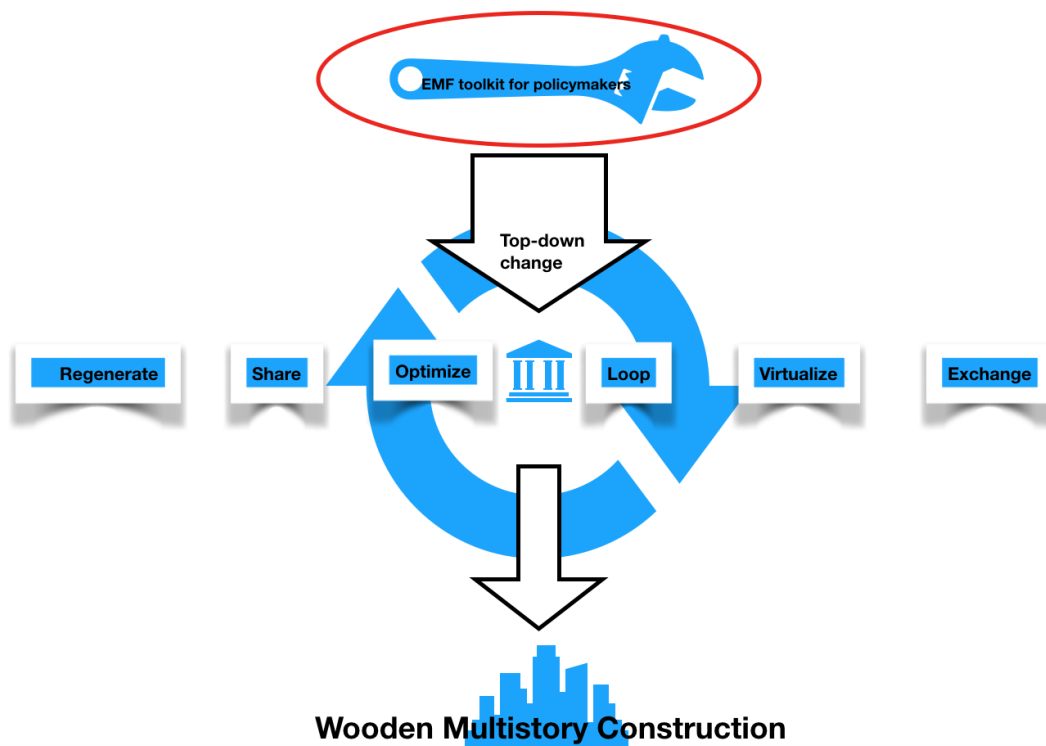 EMF toolkit for policymakers
Top-down
change
Regenerate
Share
Optimize
Loop
Virtualize
Exchange
Wooden Multistory Construction